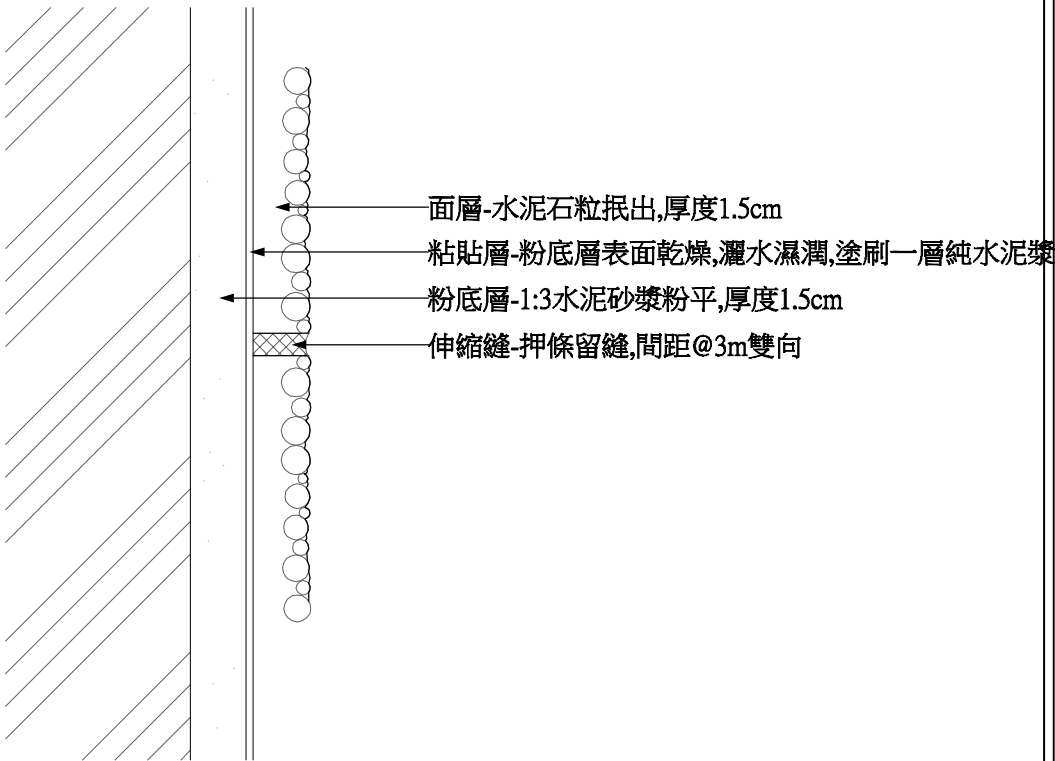 面層-水泥石粒抿出,厚度1.5cm
粘貼層-粉底層表面乾燥,灑水濕潤,塗刷一層純水泥漿
粉底層-1:3水泥砂漿粉平,厚度1.5cm
伸縮縫-押條留縫,間距@3m雙向